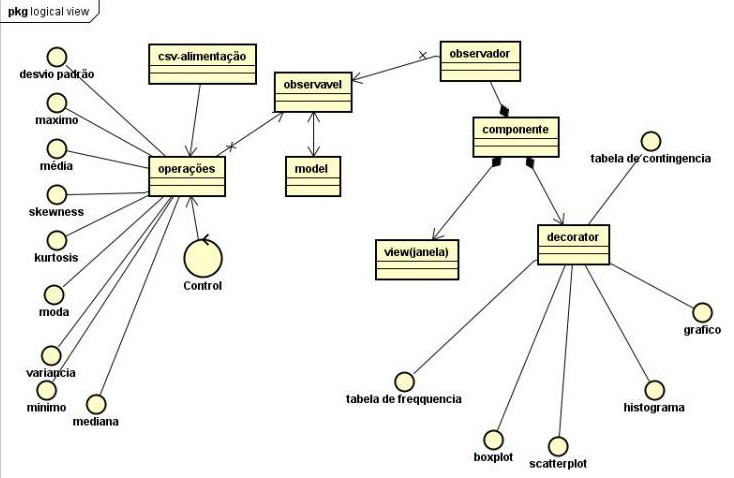 pkg logical view
desvio padrão
csv-alimentação
observavel
observador
maximo
componente
média
operações
model
tabela de contingencia
skewness
kurtosis
view(janela)
decorator
Control
moda
grafico
variancia
minimo
mediana
tabela de freqquencia
histograma
boxplot
scatterplot